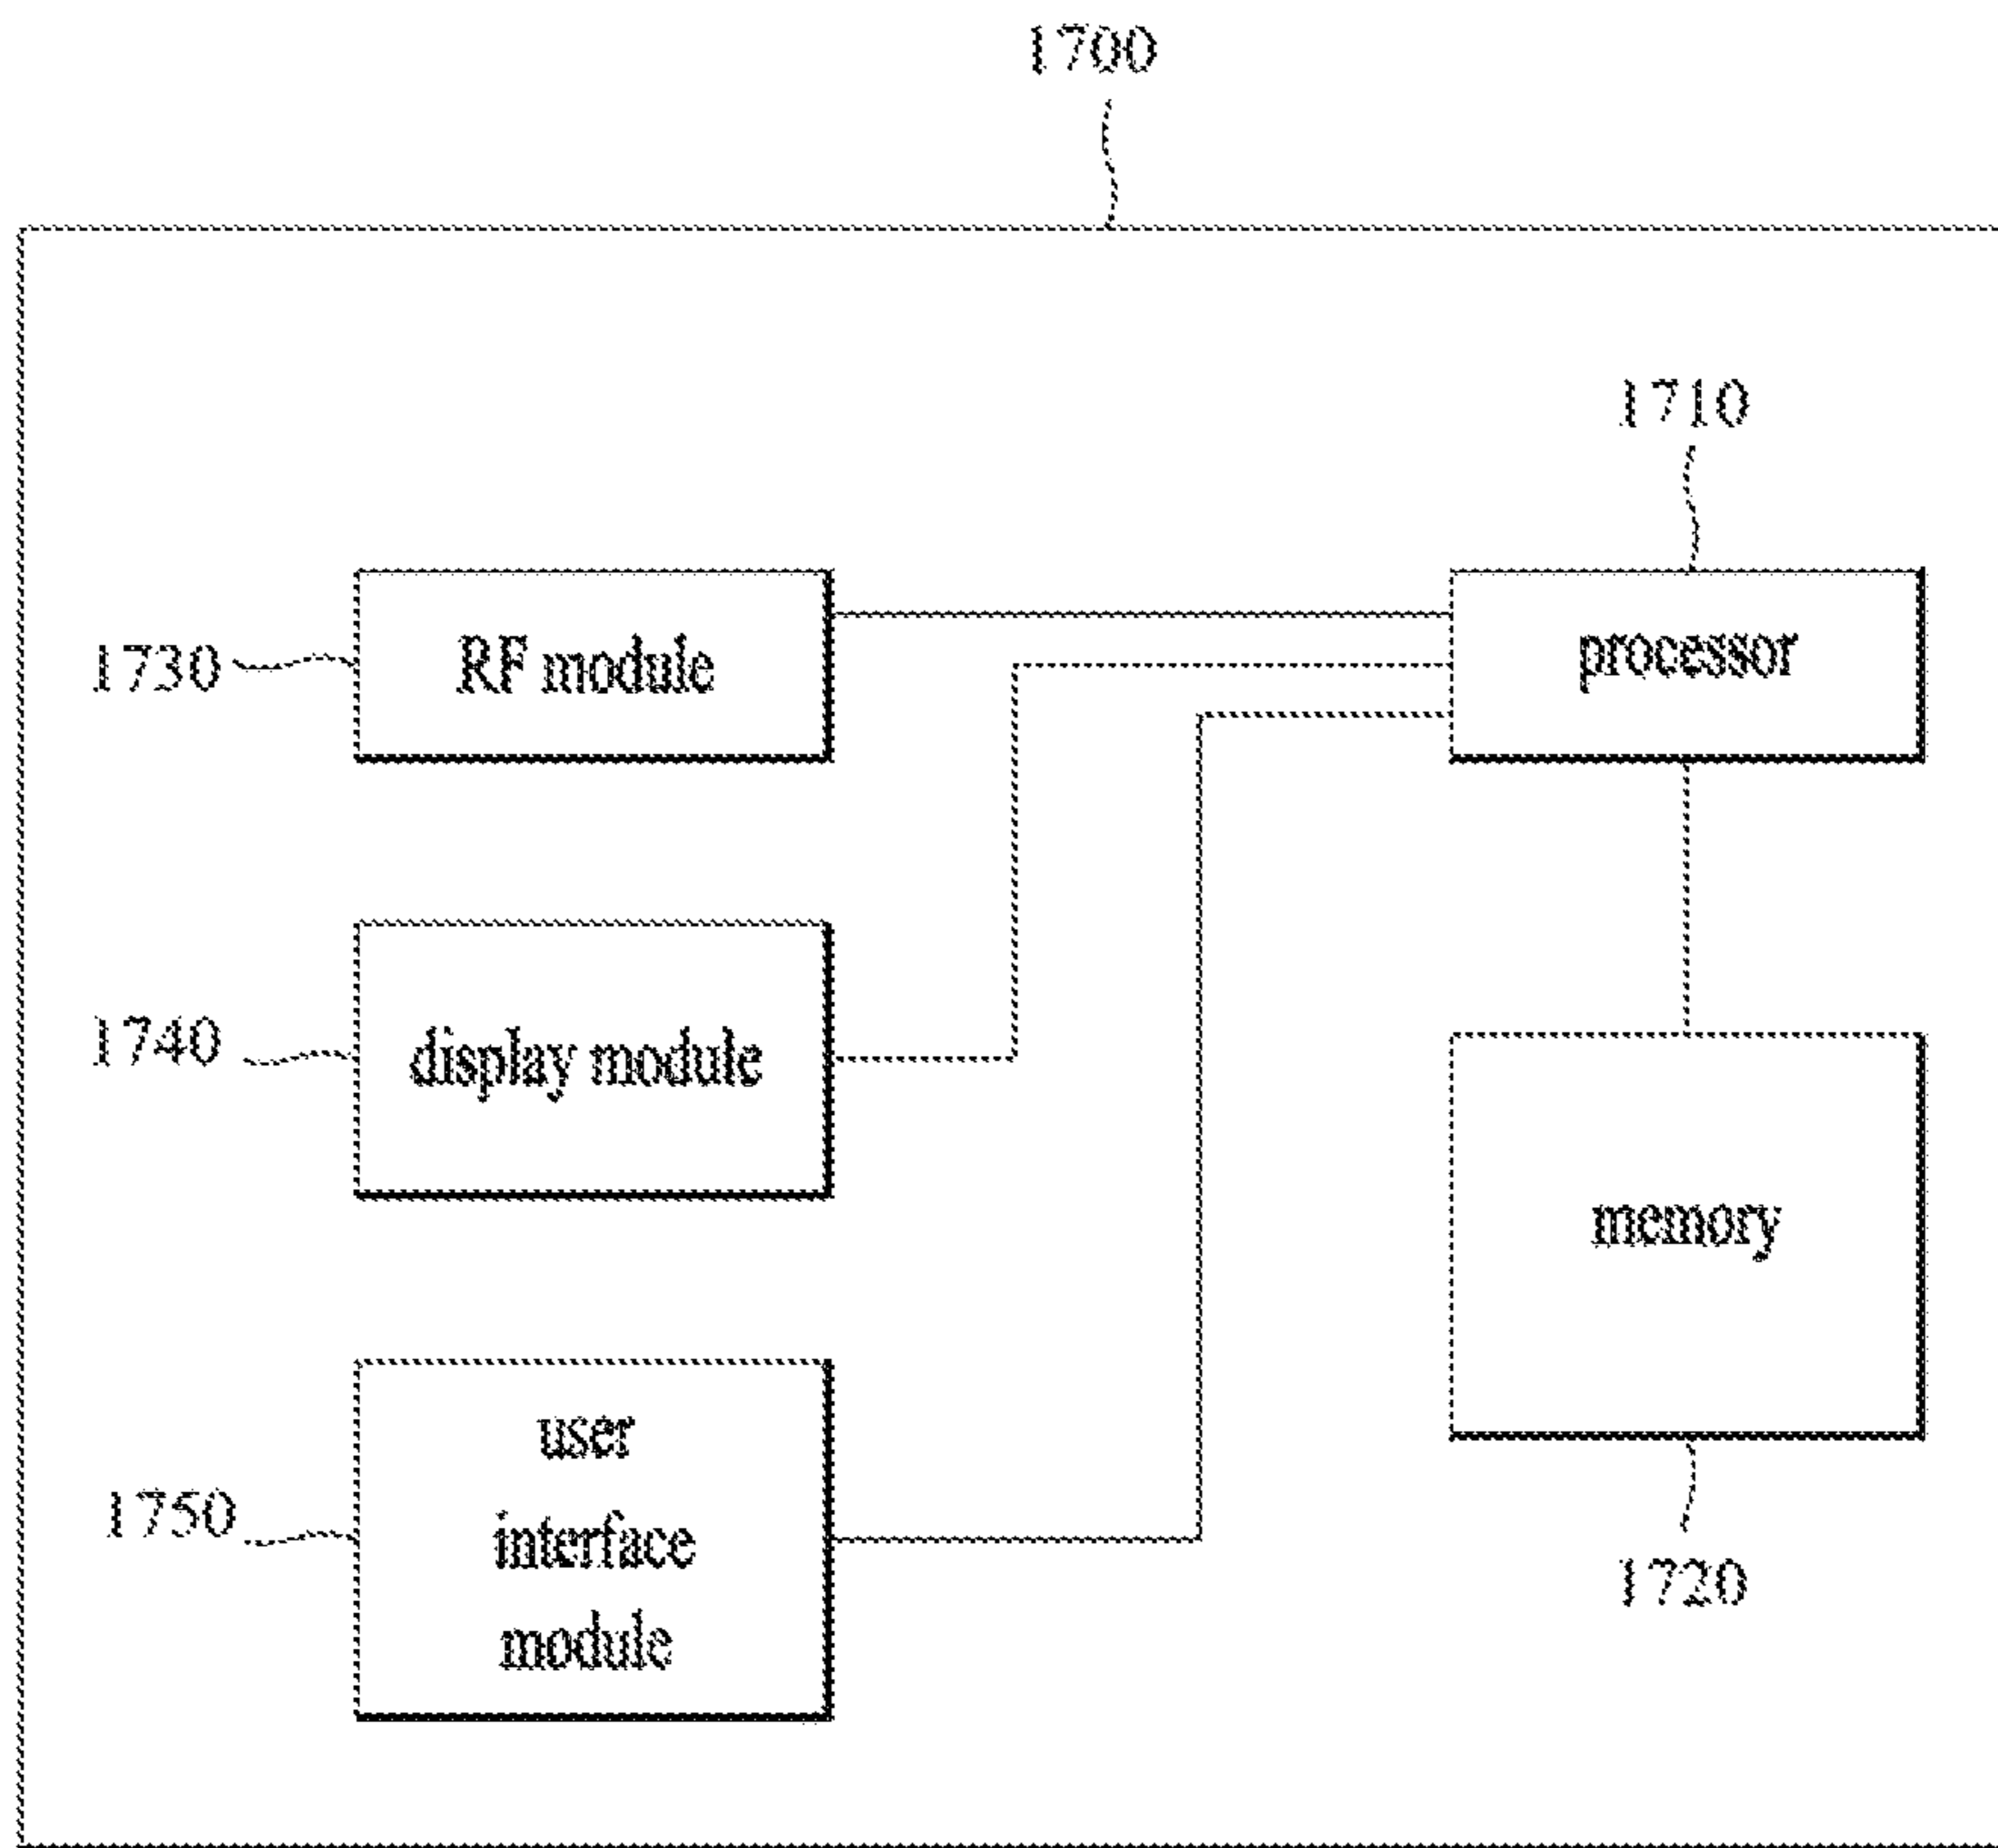 1700
1710
1730
RF module
processor
1740
display module
memory
1750
user
interface
module
1720